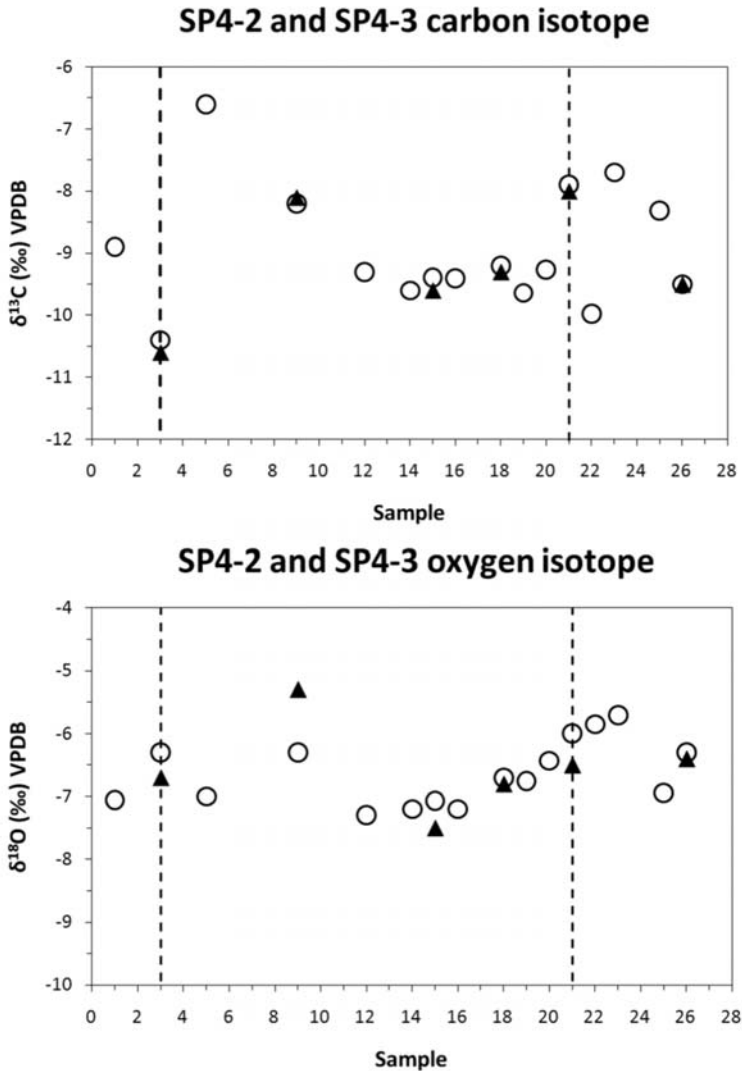 SP4-2 and SP4-3 carbon isotope
-6
-7
-8
-9
-10
-11
-12
δ¹³C (‰) VPDB
0 2 4 6 8 10 12 14 16 18 20 22 24 26 28
Sample
SP4-2 and SP4-3 oxygen isotope
-4
-5
-6
-7
-8
-9
-10
δ¹⁸O (‰) VPDB
0 2 4 6 8 10 12 14 16 18 20 22 24 26 28
Sample